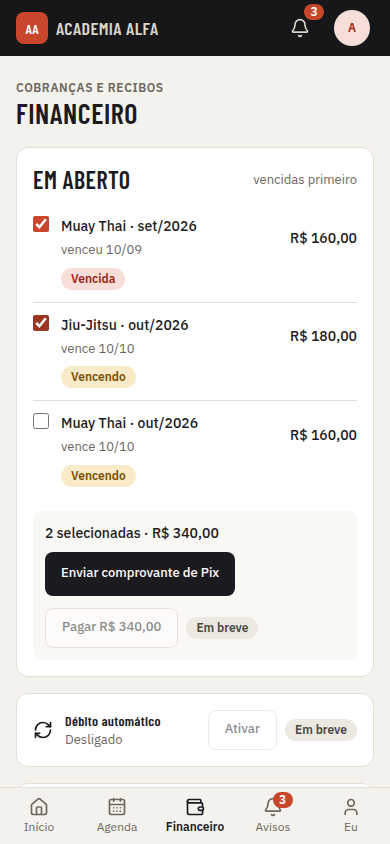 AA ACADEMIA ALFA 3 A
COBRANÇAS E RECIBOS
FINANCEIRO
EM ABERTO vencidas primeiro
Muay Thai · set/2026
venceu 10/09
R$ 160,00
Vencida
Jiu-Jitsu · out/2026
vence 10/10
R$ 180,00
Vencendo
Muay Thai · out/2026
vence 10/10
R$ 160,00
Vencendo
2 selecionadas · R$ 340,00
Enviar comprovante de Pix
Pagar R$ 340,00 Em breve
Débito automático
Desligado
Ativar Em breve
3
Início Agenda Financeiro Avisos Eu